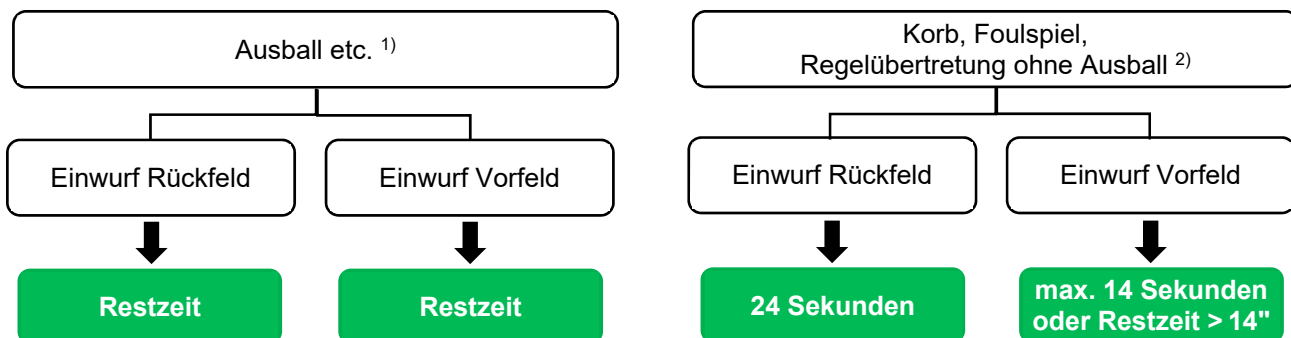 Ausball etc. 1)
Korb, Foulspiel,
Regelübertretung ohne Ausball 2)
Einwurf Rückfeld
Einwurf Vorfeld
Einwurf Rückfeld
Einwurf Vorfeld
Restzeit
Restzeit
24 Sekunden
max. 14 Sekunden
oder Restzeit > 14"